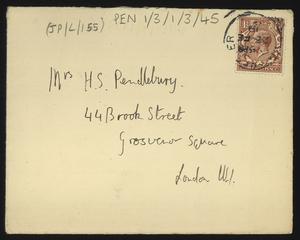 (JP/L/155) PEN 1/3/1/3/45
Mrs H.S. Pendlebury.
44 Brook Street
Grosvenor Square
London W1.